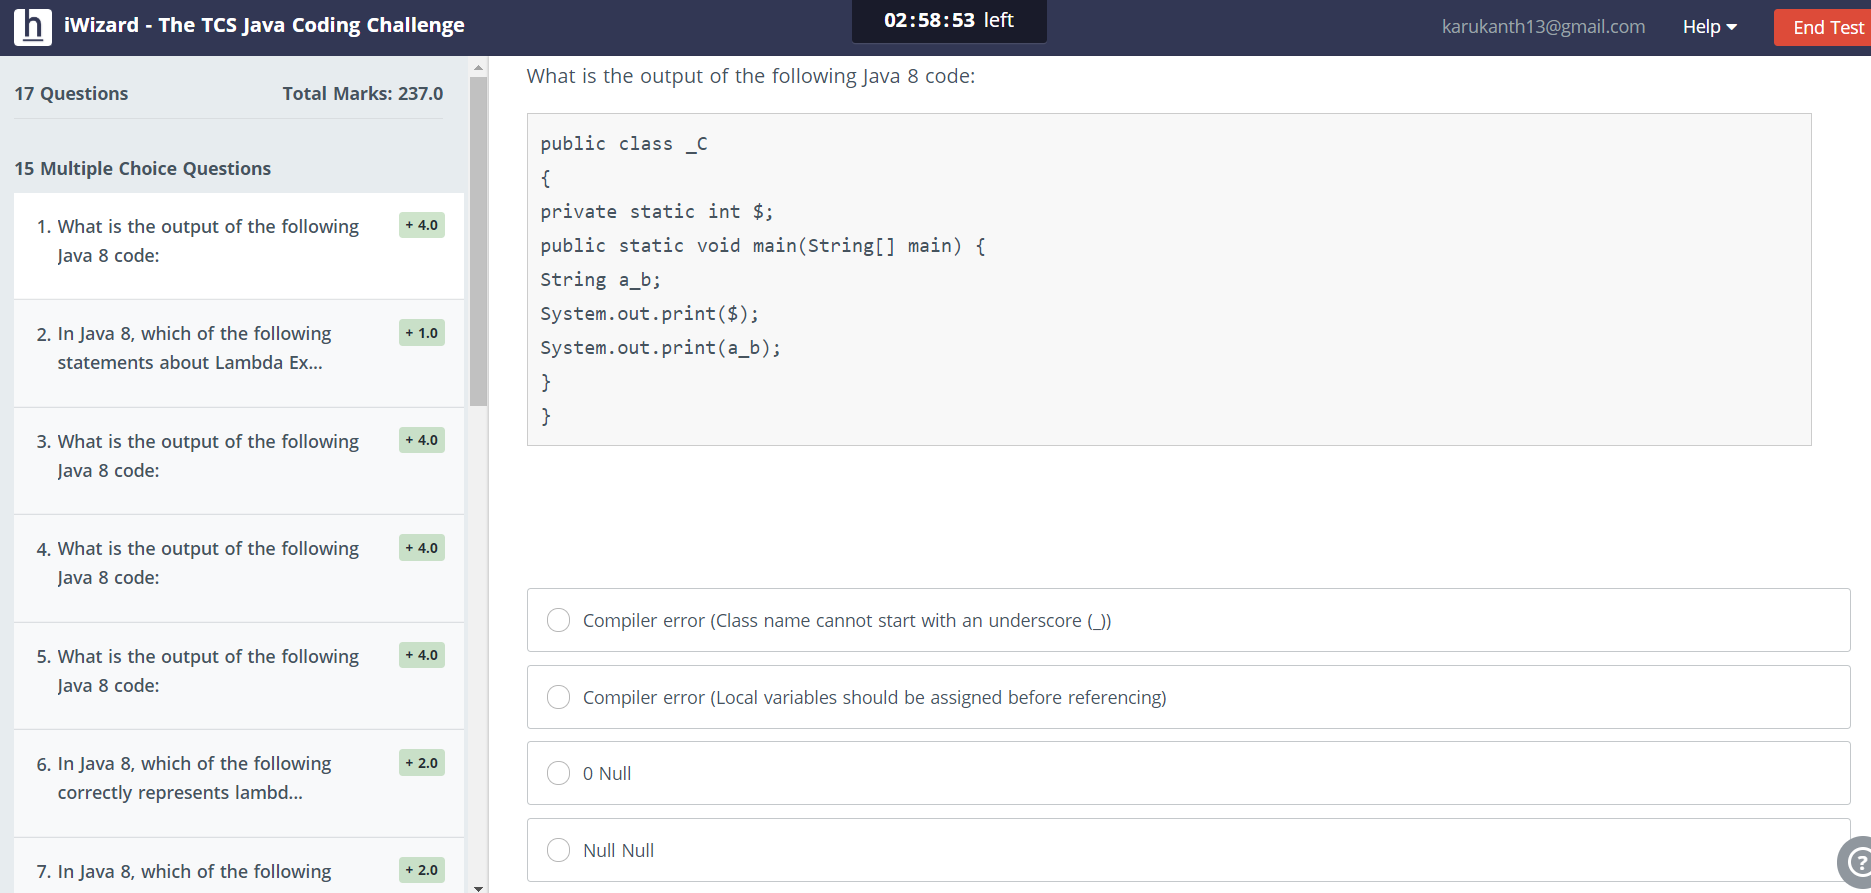 h iWizard - The TCS Java Coding Challenge
02:58:53 left
karukanth13@gmail.com
Help
End Test
17 Questions
Total Marks: 237.0
15 Multiple Choice Questions
1. What is the output of the following
Java 8 code:
+ 4.0
2. In Java 8, which of the following
statements about Lambda Ex...
+ 1.0
3. What is the output of the following
Java 8 code:
+ 4.0
4. What is the output of the following
Java 8 code:
+ 4.0
5. What is the output of the following
Java 8 code:
+ 4.0
6. In Java 8, which of the following
correctly represents lambd...
+ 2.0
7. In Java 8, which of the following
+ 2.0
What is the output of the following Java 8 code:
public class _C
{
private static int $;
public static void main(String[] main) {
String a_b;
System.out.print($);
System.out.print(a_b);
}
}
Compiler error (Class name cannot start with an underscore (_))
Compiler error (Local variables should be assigned before referencing)
0 Null
Null Null
?